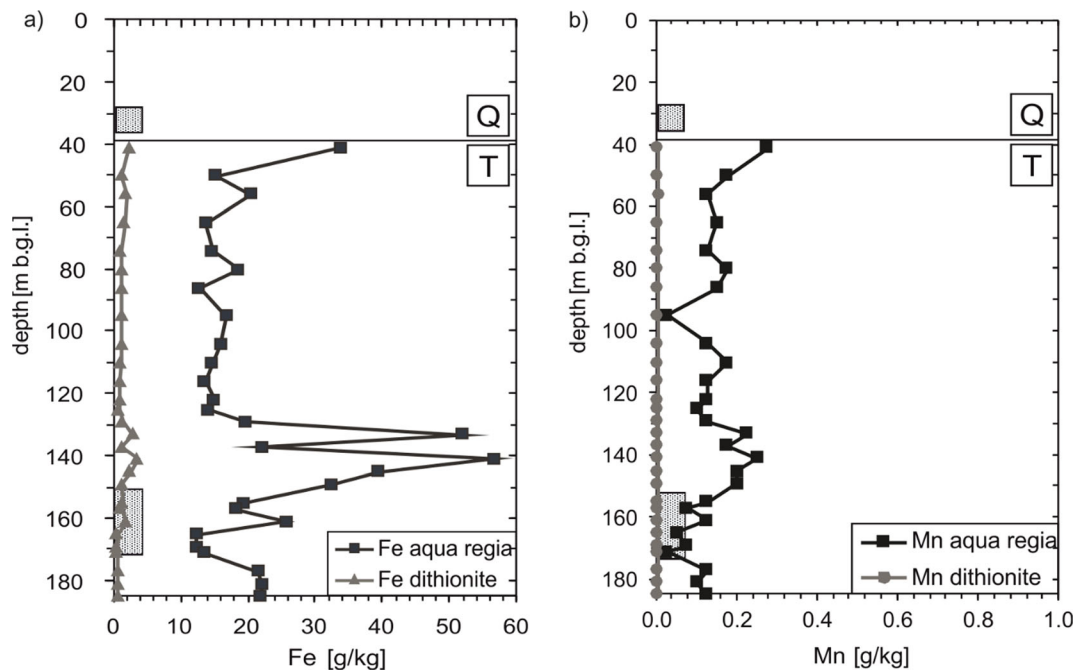 a)
0
20
40
60
80
100
120
140
160
180
depth [m b.g.l.]
Q
T
Fe aqua regia
Fe dithionite
0 10 20 30 40 50 60
Fe [g/kg]
b)
0
20
40
60
80
100
120
140
160
180
depth [m b.g.l.]
Q
T
Mn aqua regia
Mn dithionite
0.0 0.2 0.4 0.6 0.8 1.0
Mn [g/kg]